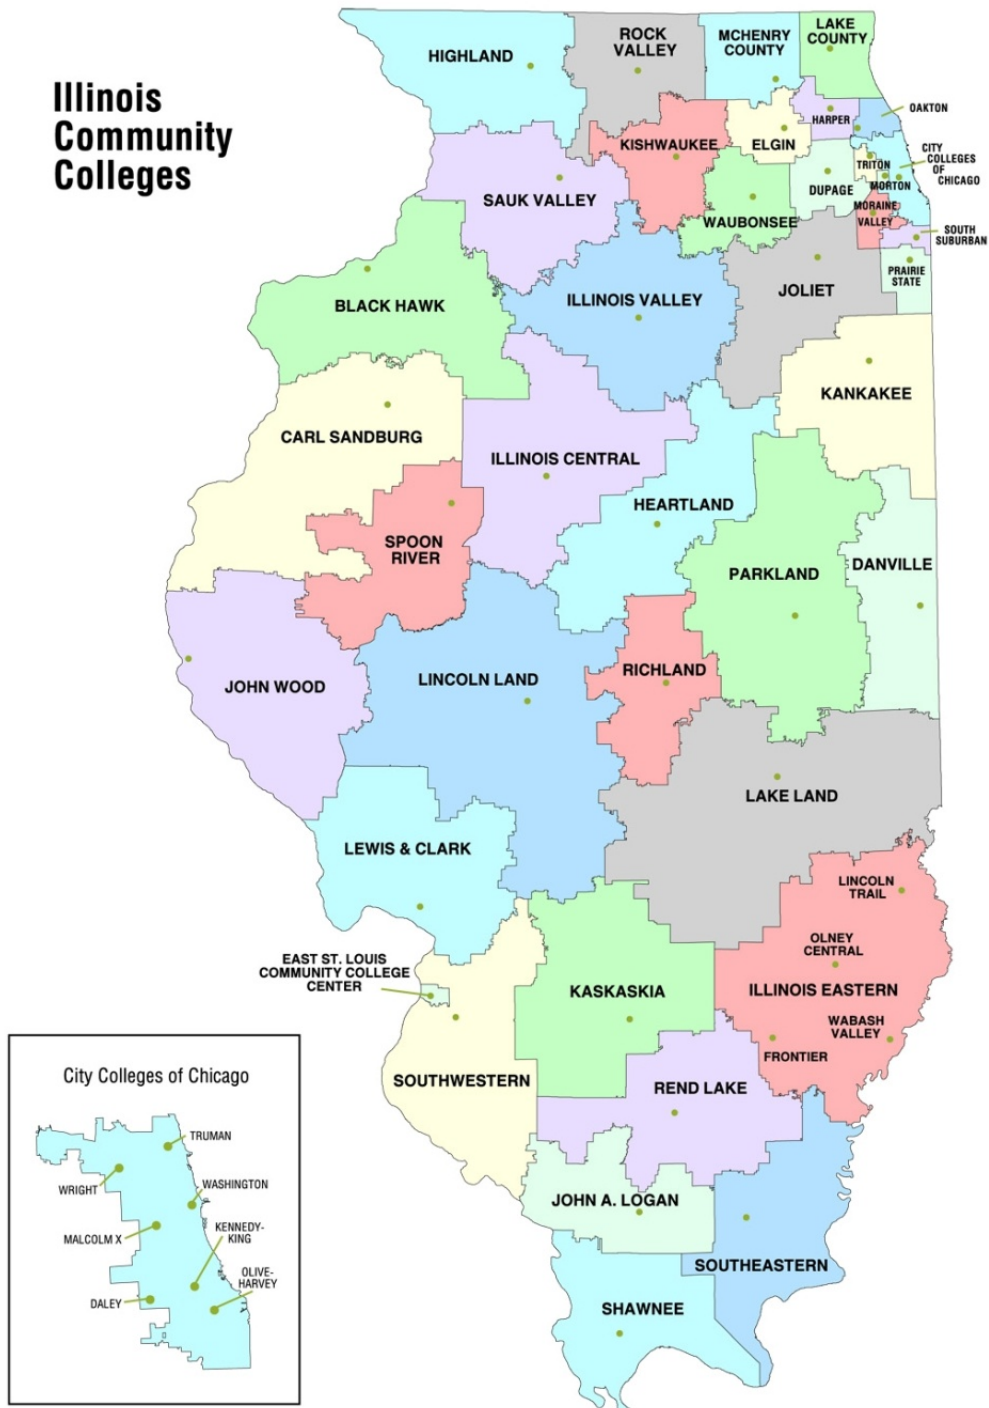 Illinois
Community
Colleges
HIGHLAND
ROCK
VALLEY
MCHENRY
COUNTY
LAKE
COUNTY
OAKTON
HARPER
KISHWAUKEE
ELGIN
CITY
COLLEGES
OF
CHICAGO
TRITON
MORTON
DUPAGE
SAUK VALLEY
MORAINE
VALLEY
WAUBONSEE
SOUTH
SUBURBAN
PRAIRIE
STATE
BLACK HAWK
ILLINOIS VALLEY
JOLIET
KANKAKEE
CARL SANDBURG
ILLINOIS CENTRAL
HEARTLAND
SPOON
RIVER
PARKLAND
DANVILLE
JOHN WOOD
LINCOLN LAND
RICHLAND
LAKE LAND
LEWIS & CLARK
LINCOLN
TRAIL
OLNEY
CENTRAL
EAST ST. LOUIS
COMMUNITY COLLEGE
CENTER
KASKASKIA
ILLINOIS EASTERN
WABASH
VALLEY
FRONTIER
SOUTHWESTERN
REND LAKE
JOHN A. LOGAN
SOUTHEASTERN
SHAWNEE
City Colleges of Chicago
TRUMAN
WRIGHT
WASHINGTON
MALCOLM X
KENNEDY-
KING
OLIVE-
HARVEY
DALEY